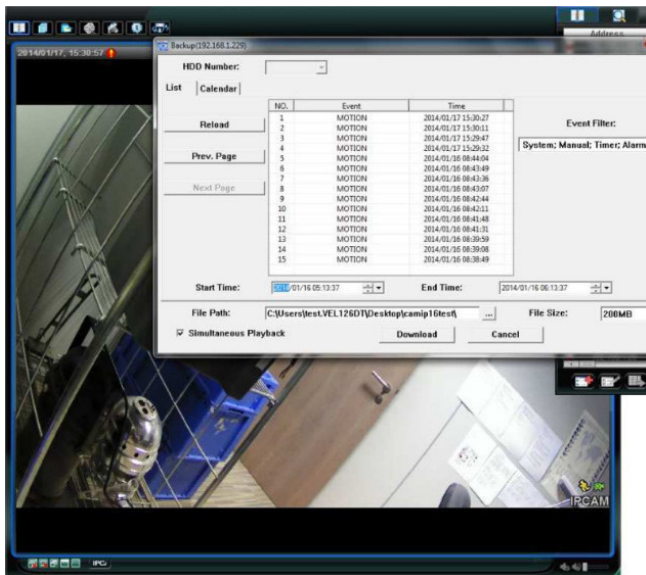 Address
2014/01/17, 15:30:57
Backup(192.168.1.229)
HDD Number:
List Calendar
NO. Event Time
1 MOTION 2014/01/17 15:30:27
2 MOTION 2014/01/17 15:30:11
3 MOTION 2014/01/17 15:29:47
4 MOTION 2014/01/17 15:29:32
5 MOTION 2014/01/16 08:44:04
6 MOTION 2014/01/16 08:43:49
7 MOTION 2014/01/16 08:43:36
8 MOTION 2014/01/16 08:43:07
9 MOTION 2014/01/16 08:42:44
10 MOTION 2014/01/16 08:42:11
11 MOTION 2014/01/16 08:41:48
12 MOTION 2014/01/16 08:41:31
13 MOTION 2014/01/16 08:39:59
14 MOTION 2014/01/16 08:39:08
15 MOTION 2014/01/16 08:38:49
Reload
Prev. Page
Next Page
Event Filter:
System; Manual; Timer; Alarm
Start Time: 2014/01/16 05:13:37 End Time: 2014/01/16 06:13:37
File Path: C:\Users\test.VEL126DT\Desktop\camip16test\ ... File Size: 200MB
Simultaneous Playback Download Cancel
IPCAM
IPC